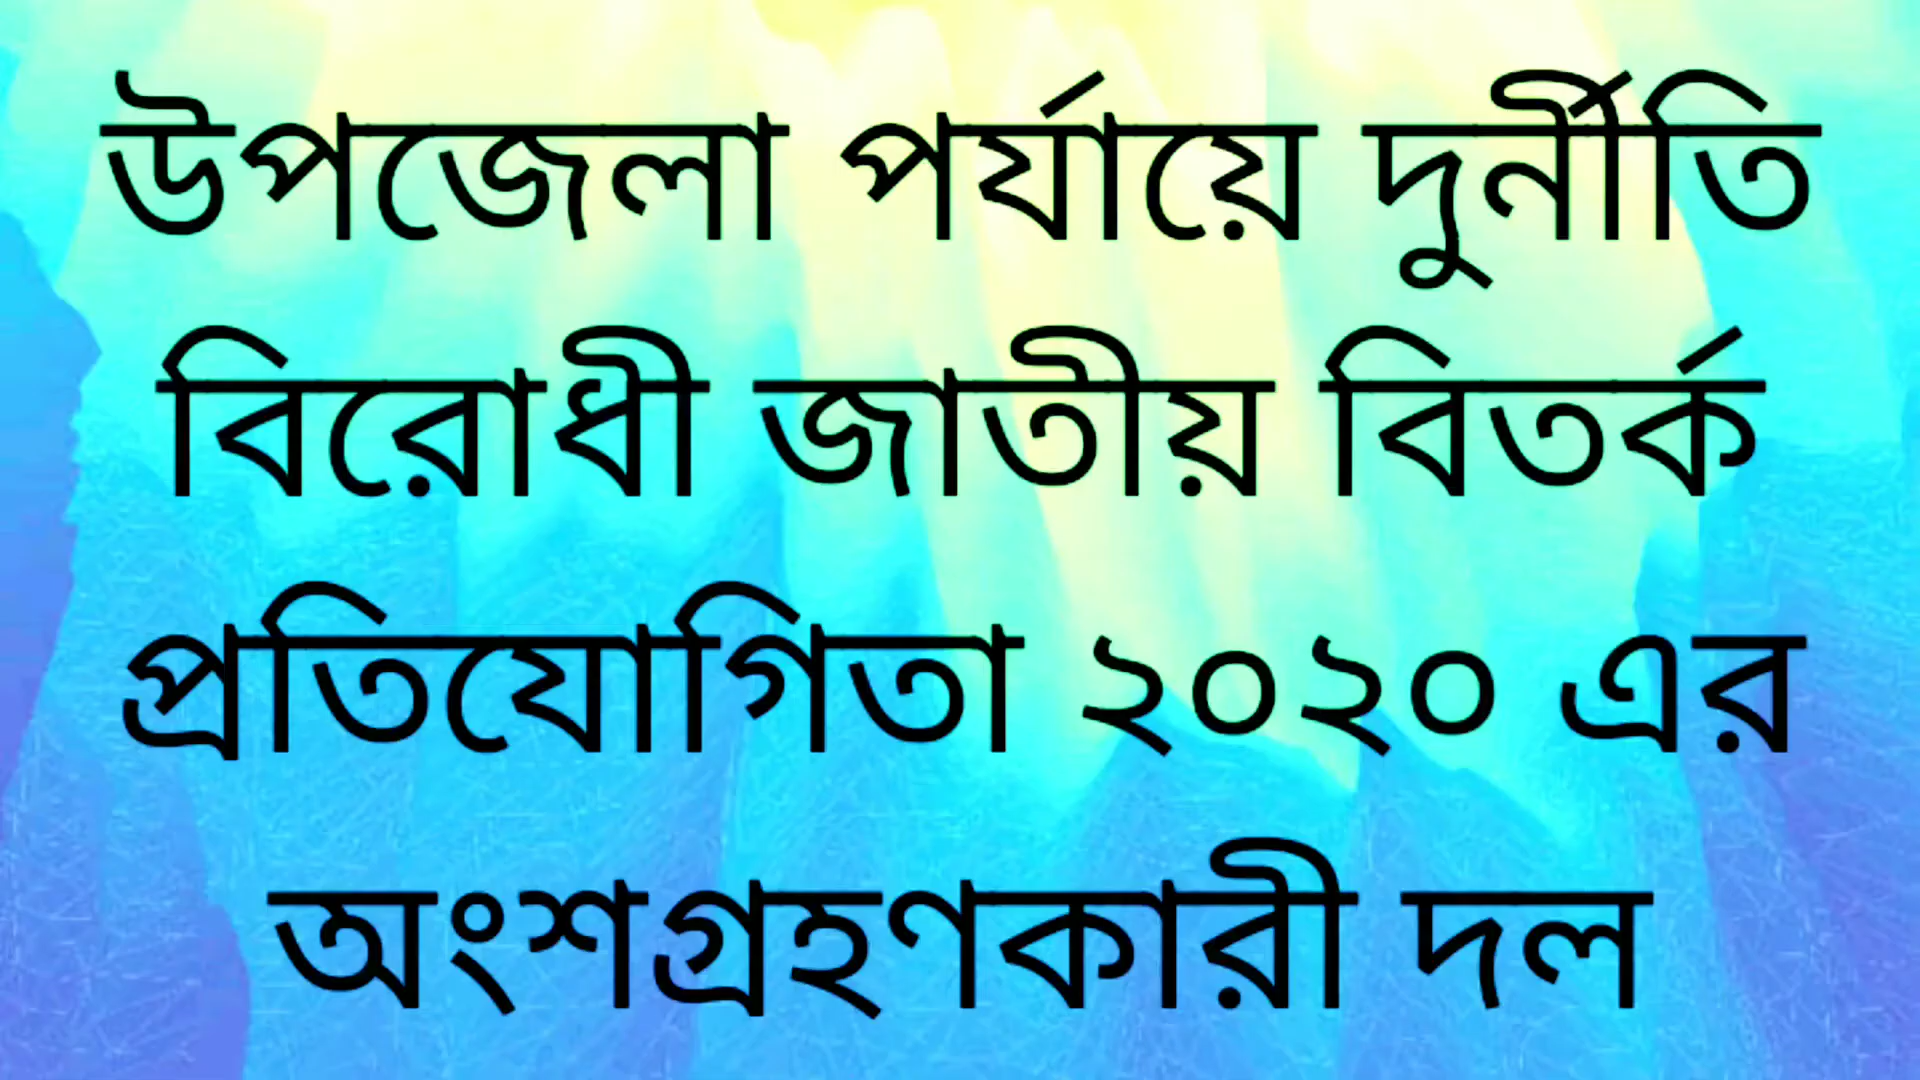 উপজেলা পর্যায়ে দুর্নীতি
বিরোধী জাতীয় বিতর্ক
প্রতিযোগিতা ২০২০ এর
অংশগ্রহণকারী দল